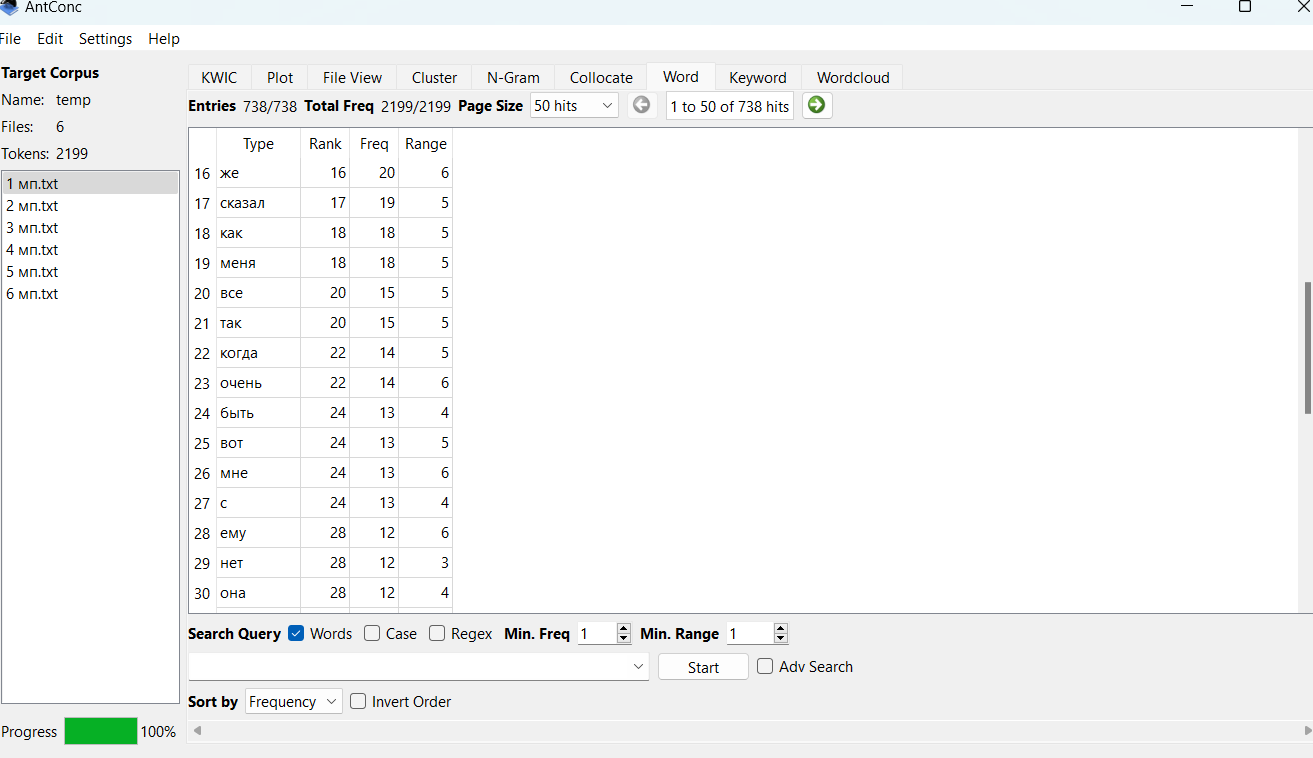 AntConc
File Edit Settings Help
Target Corpus
Name: temp
Files: 6
Tokens: 2199
1 мп.txt
2 мп.txt
3 мп.txt
4 мп.txt
5 мп.txt
6 мп.txt
Progress 100%
KWIC Plot File View Cluster N-Gram Collocate Word Keyword Wordcloud
Entries 738/738 Total Freq 2199/2199 Page Size 50 hits 1 to 50 of 738 hits
Type Rank Freq Range
16 же 16 20 6
17 сказал 17 19 5
18 как 18 18 5
19 меня 18 18 5
20 все 20 15 5
21 так 20 15 5
22 когда 22 14 5
23 очень 22 14 6
24 быть 24 13 4
25 вот 24 13 5
26 мне 24 13 6
27 с 24 13 4
28 ему 28 12 6
29 нет 28 12 3
30 она 28 12 4
Search Query Words Case Regex Min. Freq 1 Min. Range 1
Start Adv Search
Sort by Frequency Invert Order